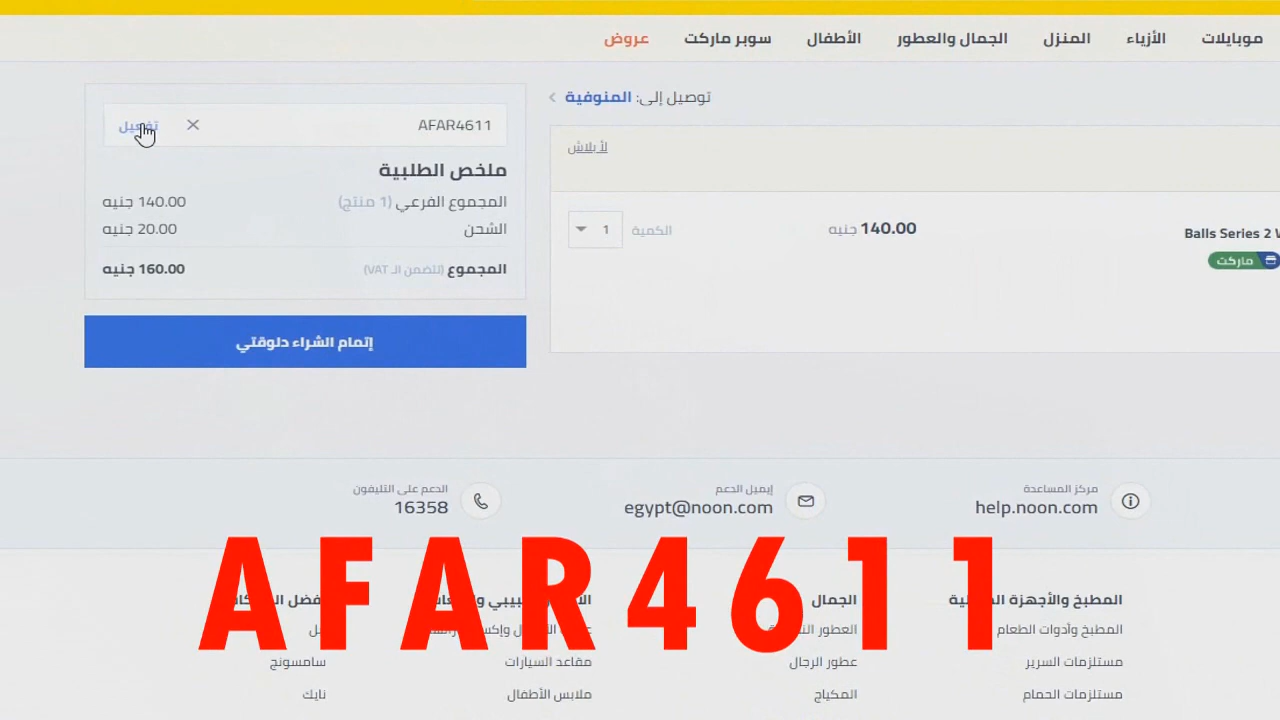 موبايلات الأزياء المنزل الجمال والعطور الأطفال سوبر ماركت عروض
توصيل إلى: المنوفية
AFAR4611
تفعيل
ملخص الطلبية
المجموع الفرعي (1 منتج) 140.00 جنيه
الشحن 20.00 جنيه
المجموع (تتضمن الـ VAT) 160.00 جنيه
إتمام الشراء دلوقتي
لأ بلاش
Balls Series 2
140.00 جنيه
الكمية 1
ماركت
مركز المساعدة
help.noon.com
إيميل الدعم
egypt@noon.com
الدعم على التليفون
16358
AFAR4611
المطبخ والأجهزة
المطبخ وأدوات الطعام
مستلزمات السرير
مستلزمات الحمام
الجمال
العطور
عطور الرجال
المكياج
مقاعد السيارات
ملابس الأطفال
سامسونج
نايك